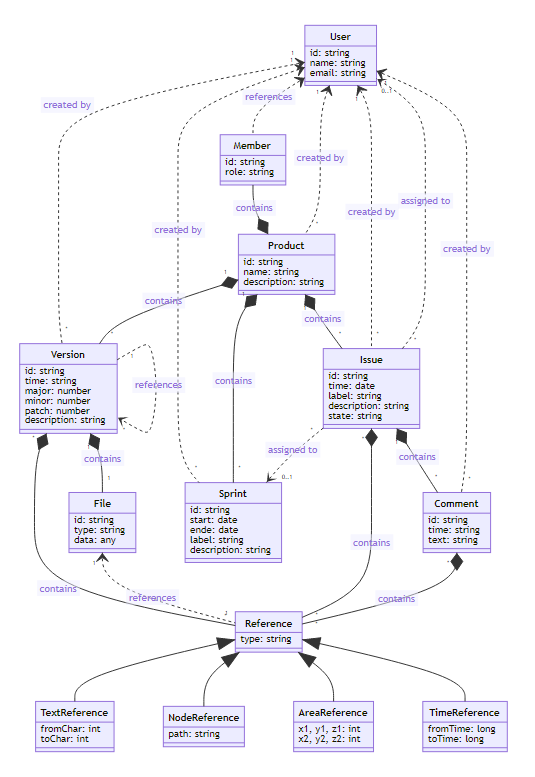 User
id: string
name: string
email: string
1
1
1
1
1
0..1
1
references
created by
Member
id: string
role: string
created by
contains
assigned to
created by
created by
created by
Product
id: string
name: string
description: string
1
1
1
contains
contains
*
*
*
*
*
Version
id: string
time: string
major: number
minor: number
patch: number
description: string
1
references
*
contains
Issue
id: string
time: date
label: string
description: string
state: string
contains
1
assigned to
contains
*
*
1
0..1
File
id: string
type: string
data: any
1
Sprint
id: string
start: date
ende: date
label: string
description: string
Comment
id: string
time: string
text: string
contains
contains
references
contains
Reference
type: string
TextReference
fromChar: int
toChar: int
NodeReference
path: string
AreaReference
x1, y1, z1: int
x2, y2, z2: int
TimeReference
fromTime: long
toTime: long